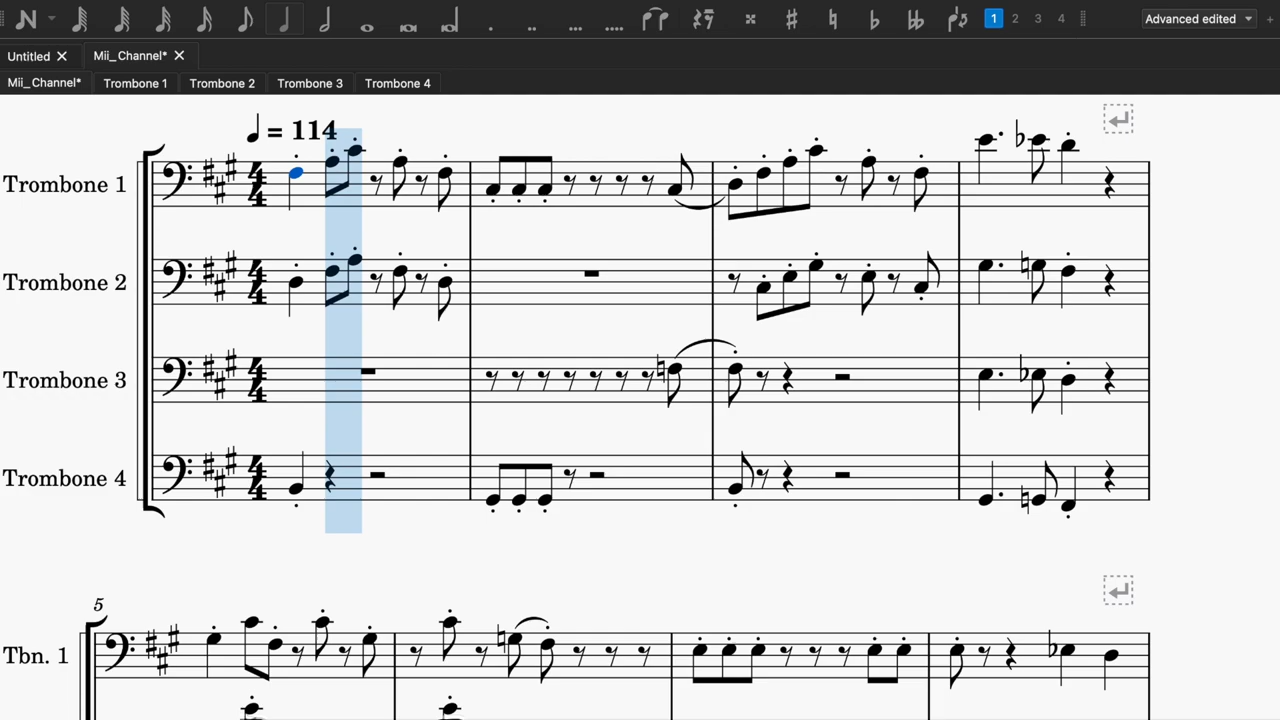 1 2 3 4 Advanced edited
Untitled Mii_Channel*
Mii_Channel* Trombone 1 Trombone 2 Trombone 3 Trombone 4
= 114
Trombone 1
Trombone 2
Trombone 3
Trombone 4
5
Tbn. 1